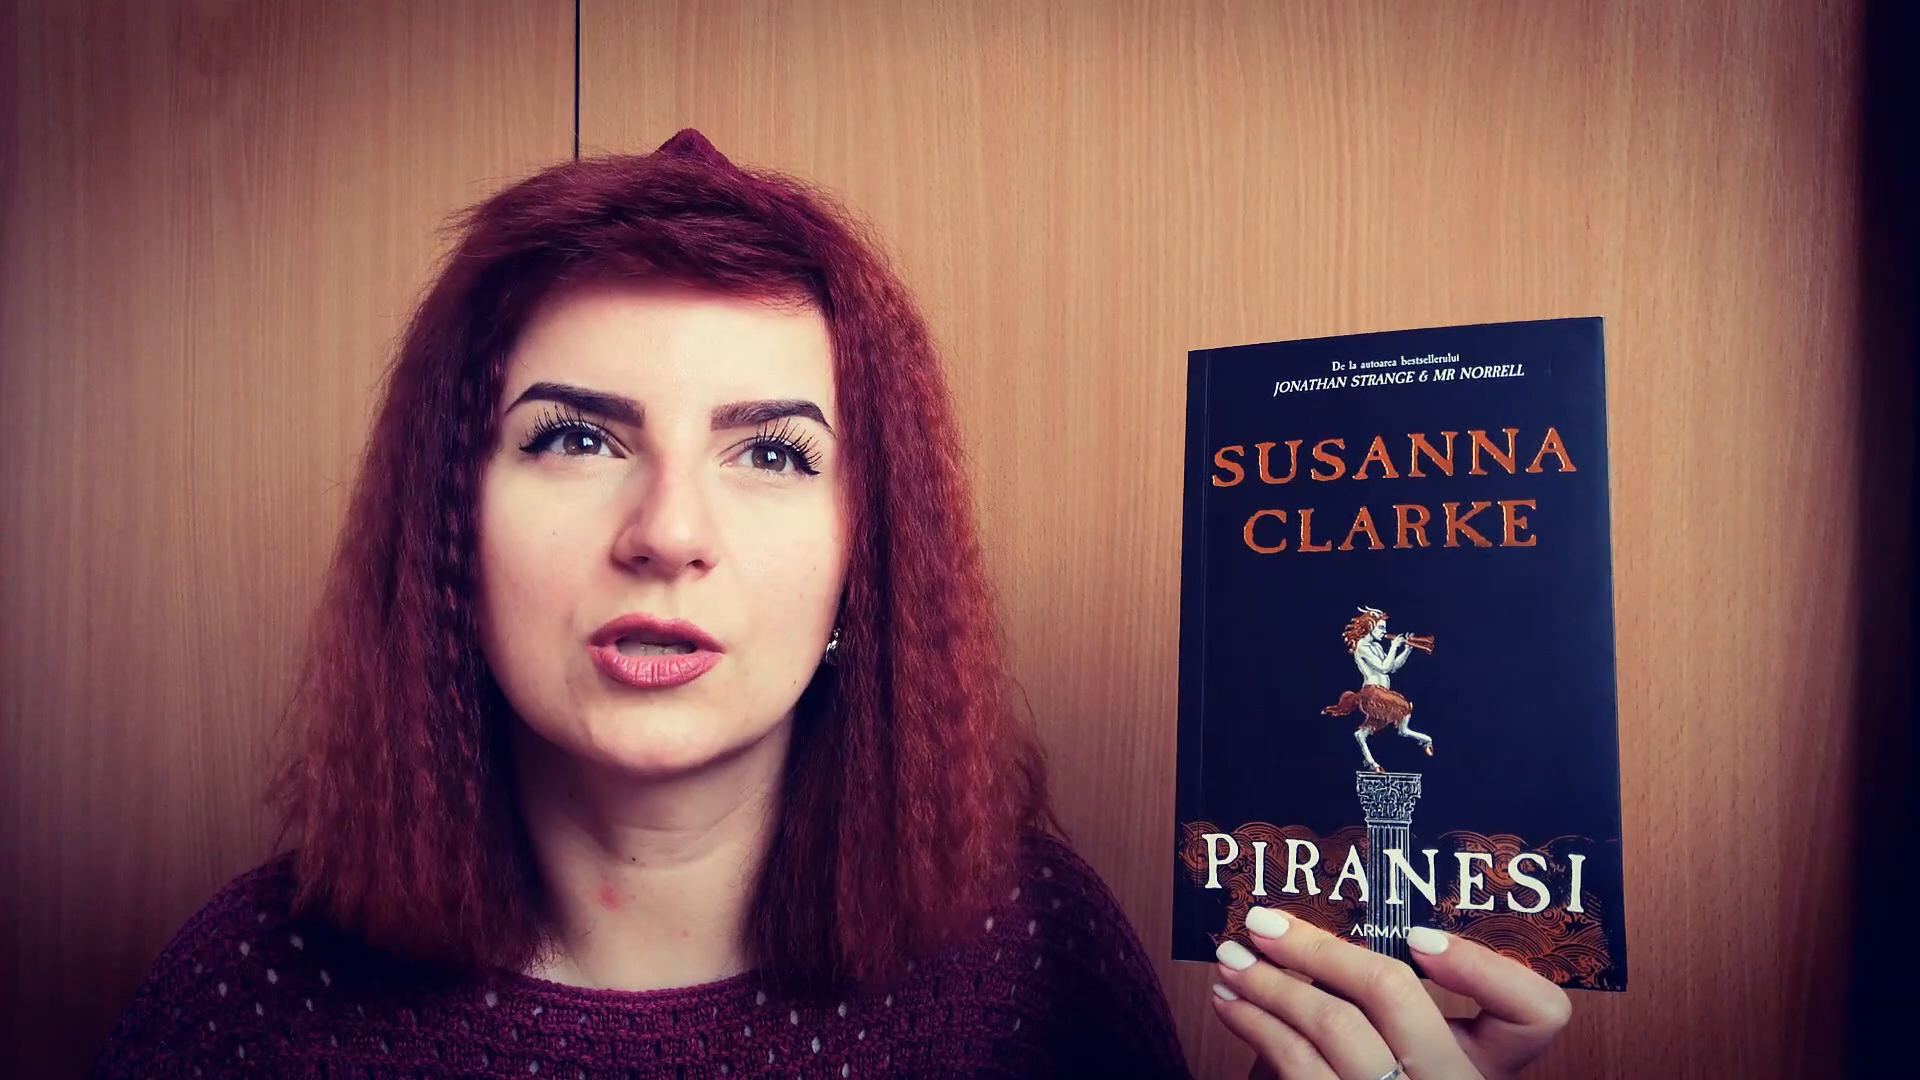 De la autoarea bestsellerului
JONATHAN STRANGE & MR NORRELL
SUSANNA
CLARKE
PIRANESI